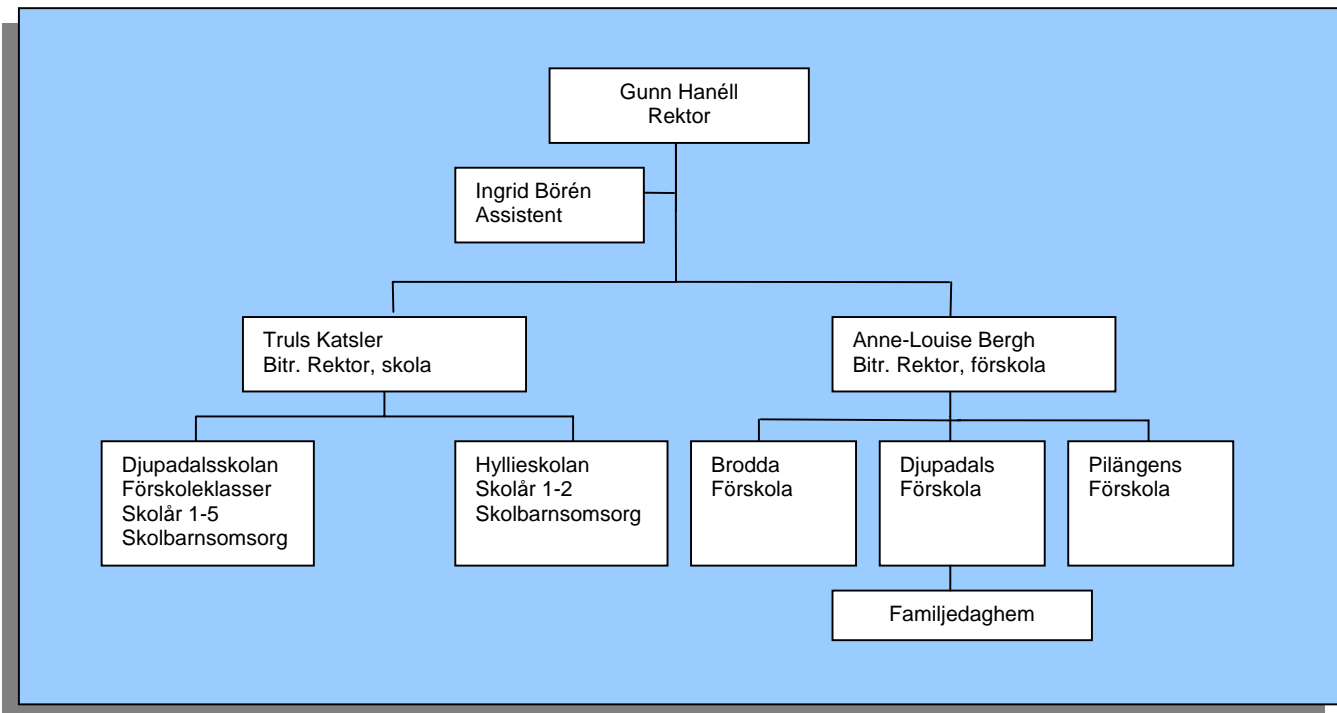 Gunn Hanéll
Rektor
Ingrid Börén
Assistent
Truls Katsler
Bitr. Rektor, skola
Anne-Louise Bergh
Bitr. Rektor, förskola
Djupadalsskolan
Förskoleklasser
Skolår 1-5
Skolbarnsomsorg
Hyllieskolan
Skolår 1-2
Skolbarnsomsorg
Brodda
Förskola
Djupadals
Förskola
Pilängens
Förskola
Familjedaghem